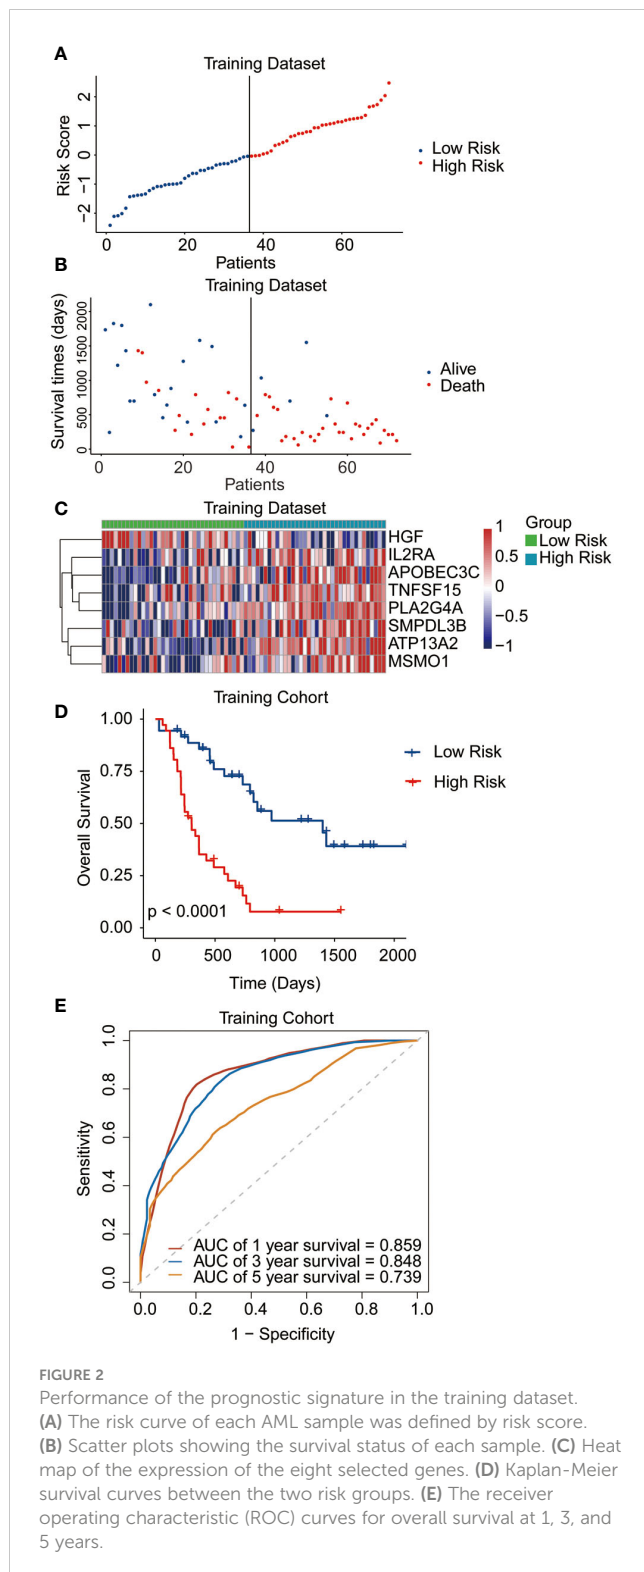 A
Training Dataset
Risk Score
2
1
0
−1
−2
0
20
40
60
Patients
Low Risk
High Risk
B
Training Dataset
Survival times (days)
2000
1500
1000
500
0
0
20
40
60
Patients
Alive
Death
C
Training Dataset
HGF
IL2RA
APOBEC3C
TNFSF15
PLA2G4A
SMPDL3B
ATP13A2
MSMO1
1
0.5
0
−0.5
−1
Group
Low Risk
High Risk
D
Training Cohort
Overall Survival
1.00
0.75
0.50
0.25
0.00
p < 0.0001
0
500
1000
1500
2000
Time (Days)
Low Risk
High Risk
E
Training Cohort
Sensitivity
1.0
0.8
0.6
0.4
0.2
0.0
AUC of 1 year survival = 0.859
AUC of 3 year survival = 0.848
AUC of 5 year survival = 0.739
0.0
0.2
0.4
0.6
0.8
1.0
1 − Specificity
FIGURE 2
Performance of the prognostic signature in the training dataset.
(A) The risk curve of each AML sample was defined by risk score.
(B) Scatter plots showing the survival status of each sample. (C) Heat
map of the expression of the eight selected genes. (D) Kaplan-Meier
survival curves between the two risk groups. (E) The receiver
operating characteristic (ROC) curves for overall survival at 1, 3, and
5 years.